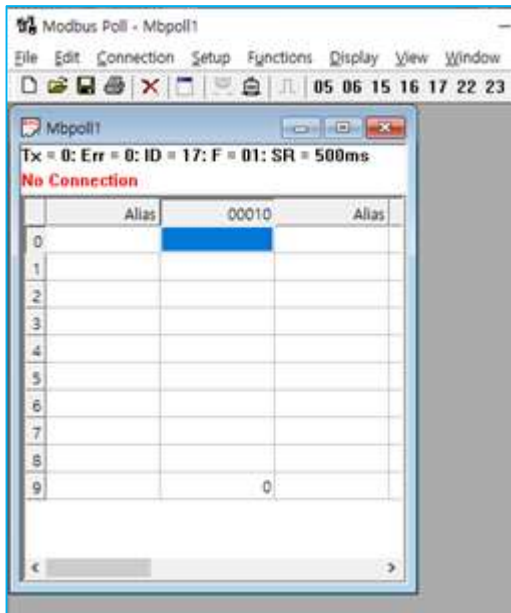 Modbus Poll - Mbpoll1
File Edit Connection Setup Functions Display View Window
05 06 15 16 17 22 23
Mbpoll1
Tx = 0: Err = 0: ID = 17: F = 01: SR = 500ms
No Connection
Alias 00010 Alias
0
1
2
3
4
5
6
7
8
9 0